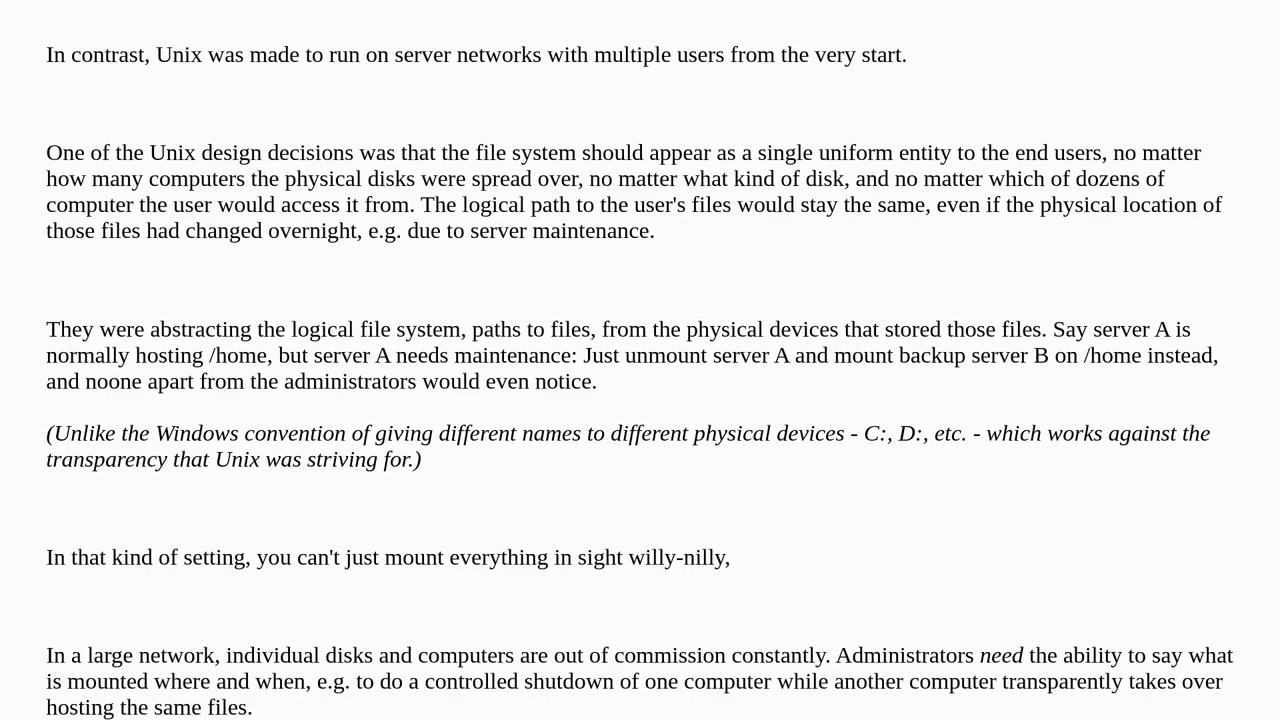 In contrast, Unix was made to run on server networks with multiple users from the very start.
One of the Unix design decisions was that the file system should appear as a single uniform entity to the end users, no matter
how many computers the physical disks were spread over, no matter what kind of disk, and no matter which of dozens of
computer the user would access it from. The logical path to the user's files would stay the same, even if the physical location of
those files had changed overnight, e.g. due to server maintenance.
They were abstracting the logical file system, paths to files, from the physical devices that stored those files. Say server A is
normally hosting /home, but server A needs maintenance: Just unmount server A and mount backup server B on /home instead,
and noone apart from the administrators would even notice.
(Unlike the Windows convention of giving different names to different physical devices - C:, D:, etc. - which works against the
transparency that Unix was striving for.)
In that kind of setting, you can't just mount everything in sight willy-nilly,
In a large network, individual disks and computers are out of commission constantly. Administrators need the ability to say what
is mounted where and when, e.g. to do a controlled shutdown of one computer while another computer transparently takes over
hosting the same files.